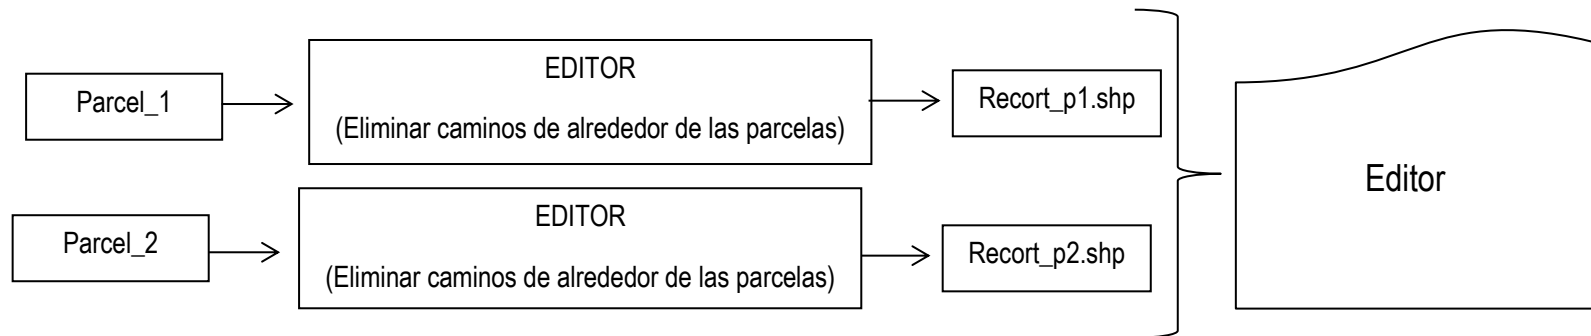 Parcel_1
EDITOR
(Eliminar caminos de alrededor de las parcelas)
Recort_p1.shp
Parcel_2
EDITOR
(Eliminar caminos de alrededor de las parcelas)
Recort_p2.shp
Editor